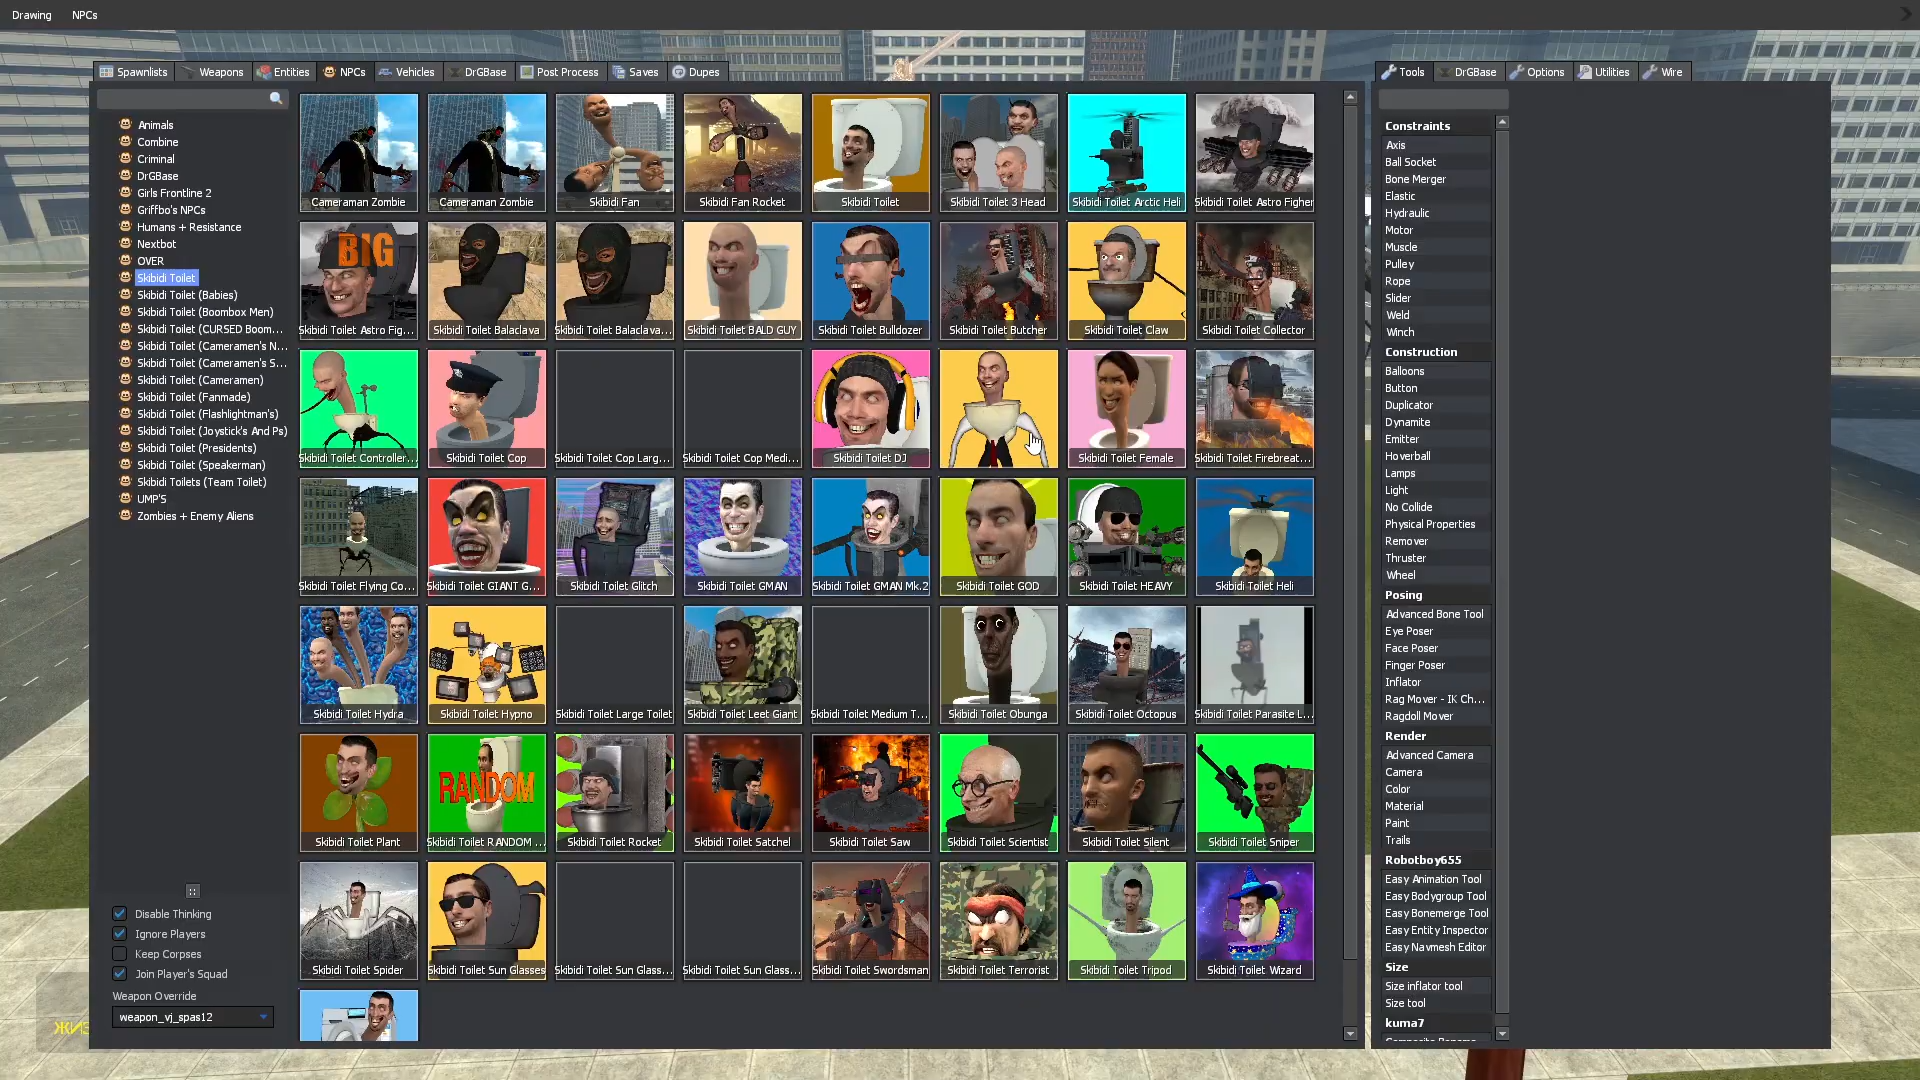 Drawing NPCs
Spawnlists Weapons Entities NPCs Vehicles DrGBase Post Process Saves Dupes
Animals
Combine
Criminal
DrGBase
Girls Frontline 2
Griffbo's NPCs
Humans + Resistance
Nextbot
OVER
Skibidi Toilet
Skibidi Toilet (Babies)
Skibidi Toilet (Boombox Men)
Skibidi Toilet (CURSED Boom...
Skibidi Toilet (Cameramen's N...
Skibidi Toilet (Cameramen's S...
Skibidi Toilet (Cameramen)
Skibidi Toilet (Fanmade)
Skibidi Toilet (Flashlightman's)
Skibidi Toilet (Joystick's And Ps)
Skibidi Toilet (Presidents)
Skibidi Toilet (Speakerman)
Skibidi Toilets (Team Toilet)
UMP'S
Zombies + Enemy Aliens
Disable Thinking
Ignore Players
Keep Corpses
Join Player's Squad
Weapon Override
weapon_vj_spas12
Cameraman Zombie Cameraman Zombie Skibidi Fan Skibidi Fan Rocket Skibidi Toilet Skibidi Toilet 3 Head Skibidi Toilet Arctic Heli Skibidi Toilet Astro Figher
BIG
Skibidi Toilet Astro Fig... Skibidi Toilet Balaclava Skibidi Toilet Balaclava... Skibidi Toilet BALD GUY Skibidi Toilet Bulldozer Skibidi Toilet Butcher Skibidi Toilet Claw Skibidi Toilet Collector
Skibidi Toilet Controller... Skibidi Toilet Cop Skibidi Toilet Cop Larg... Skibidi Toilet Cop Medi... Skibidi Toilet DJ Skibidi Toilet Female Skibidi Toilet Firebreat...
Skibidi Toilet Flying Co... Skibidi Toilet GIANT G... Skibidi Toilet Glitch Skibidi Toilet GMAN Skibidi Toilet GMAN Mk.2 Skibidi Toilet GOD Skibidi Toilet HEAVY Skibidi Toilet Heli
Skibidi Toilet Hydra Skibidi Toilet Hypno Skibidi Toilet Large Toilet Skibidi Toilet Leet Giant Skibidi Toilet Medium T... Skibidi Toilet Obunga Skibidi Toilet Octopus Skibidi Toilet Parasite L...
RANDOM
Skibidi Toilet Plant Skibidi Toilet RANDOM ... Skibidi Toilet Rocket Skibidi Toilet Satchel Skibidi Toilet Saw Skibidi Toilet Scientist Skibidi Toilet Silent Skibidi Toilet Sniper
Skibidi Toilet Spider Skibidi Toilet Sun Glasses Skibidi Toilet Sun Glass... Skibidi Toilet Sun Glass... Skibidi Toilet Swordsman Skibidi Toilet Terrorist Skibidi Toilet Tripod Skibidi Toilet Wizard
Tools DrGBase Options Utilities Wire
Constraints
Axis
Ball Socket
Bone Merger
Elastic
Hydraulic
Motor
Muscle
Pulley
Rope
Slider
Weld
Winch
Construction
Balloons
Button
Duplicator
Dynamite
Emitter
Hoverball
Lamps
Light
No Collide
Physical Properties
Remover
Thruster
Wheel
Posing
Advanced Bone Tool
Eye Poser
Face Poser
Finger Poser
Inflator
Rag Mover - IK Ch...
Ragdoll Mover
Render
Advanced Camera
Camera
Color
Material
Paint
Trails
Robotboy655
Easy Animation Tool
Easy Bodygroup Tool
Easy Bonemerge Tool
Easy Entity Inspector
Easy Navmesh Editor
Size
Size inflator tool
Size tool
kuma7